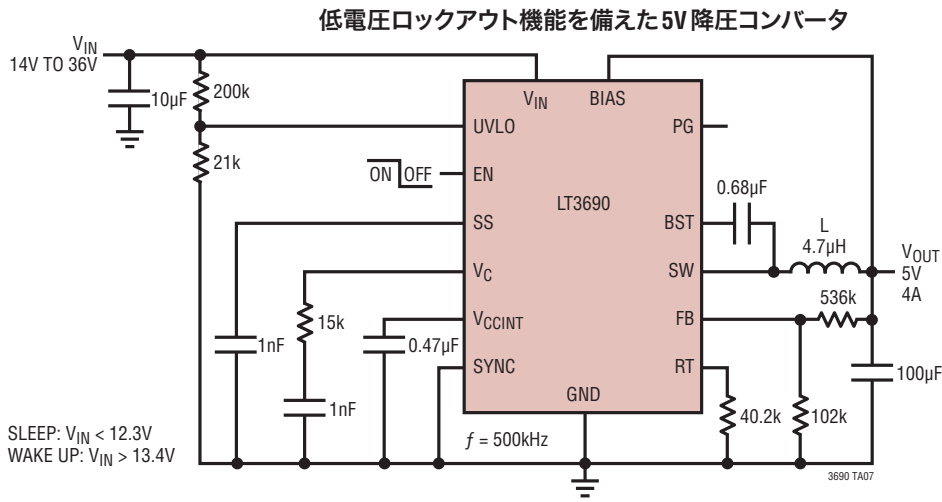 低電圧ロックアウト機能を備えた5V降圧コンバータ
VIN
14V TO 36V
10µF
200k
21k
VIN
BIAS
UVLO
PG
ON OFF
EN
LT3690
0.68µF
SS
BST
L
4.7µH
VC
SW
VOUT
5V
4A
536k
15k
VCCINT
FB
1nF
0.47µF
SYNC
RT
100µF
GND
1nF
40.2k
102k
SLEEP: VIN < 12.3V
WAKE UP: VIN > 13.4V
f = 500kHz
3690 TA07